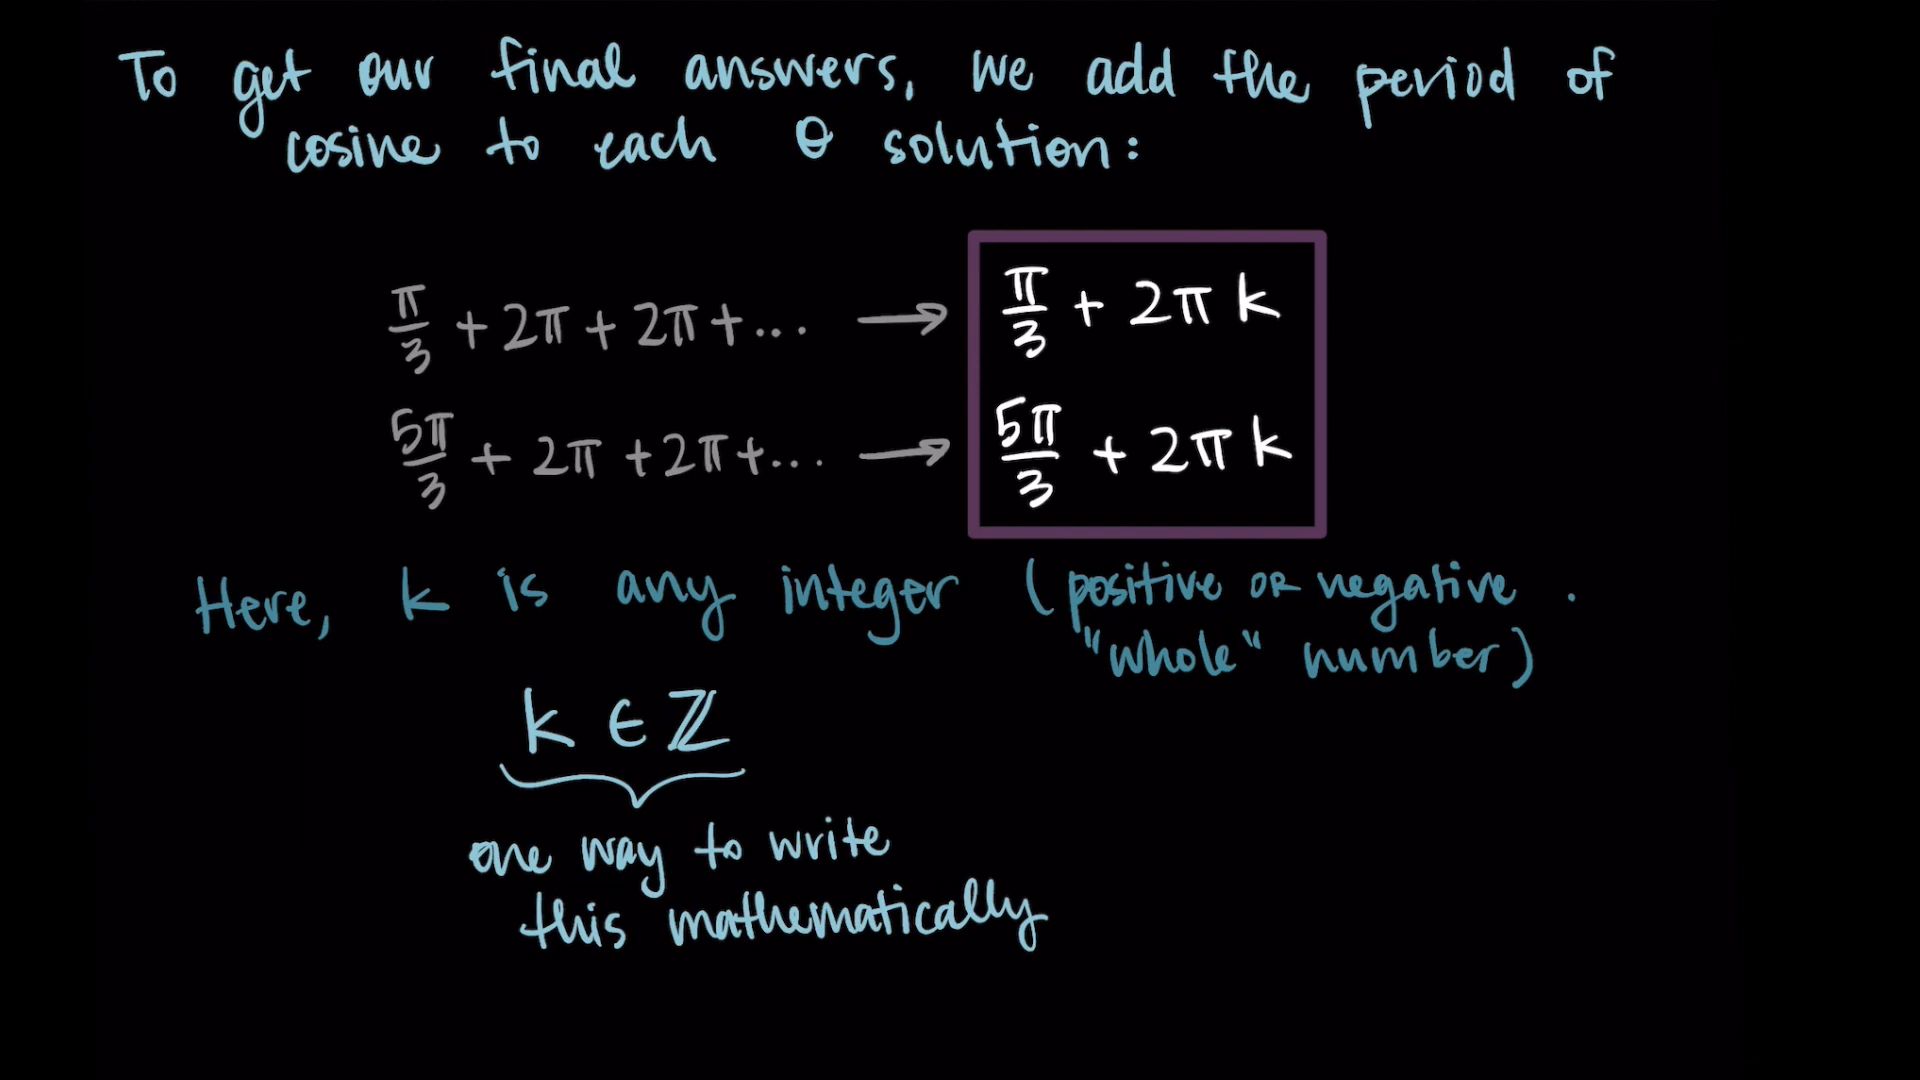 To get our final answers, we add the period of
cosine to each θ solution:
π/3 + 2π + 2π + ... → π/3 + 2π k
5π/3 + 2π + 2π + ... → 5π/3 + 2π k
Here, k is any integer (positive OR negative .
"whole" number)
k ∈ ℤ
one way to write
this mathematically